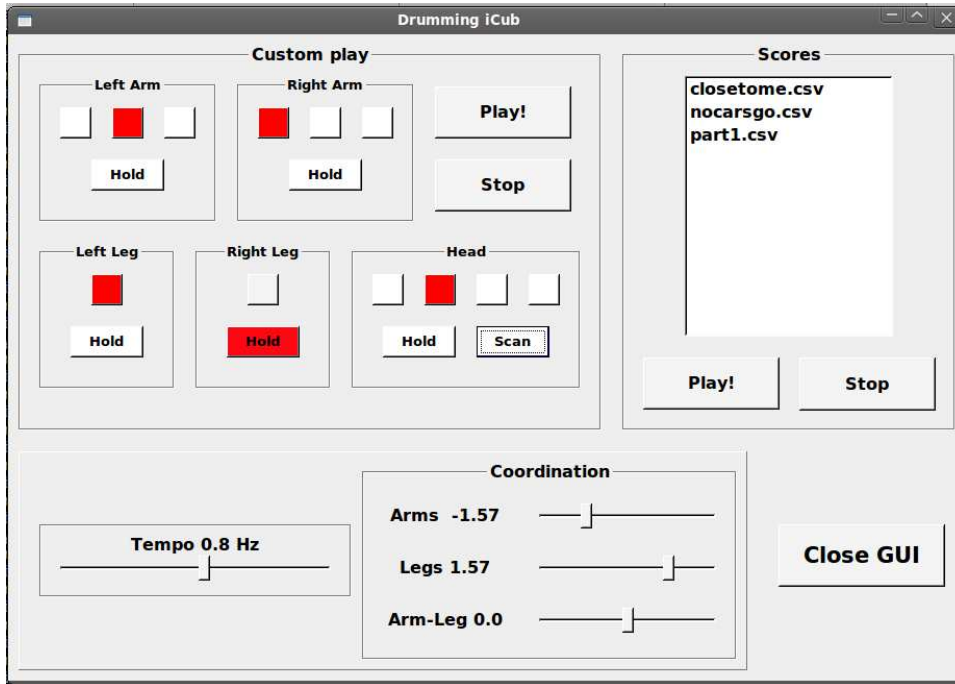 Drumming iCub
Custom play
Left Arm
Hold
Right Arm
Hold
Play!
Stop
Left Leg
Hold
Right Leg
Hold
Head
Hold Scan
Scores
closetome.csv
nocarsgo.csv
part1.csv
Play! Stop
Tempo 0.8 Hz
Coordination
Arms -1.57
Legs 1.57
Arm-Leg 0.0
Close GUI